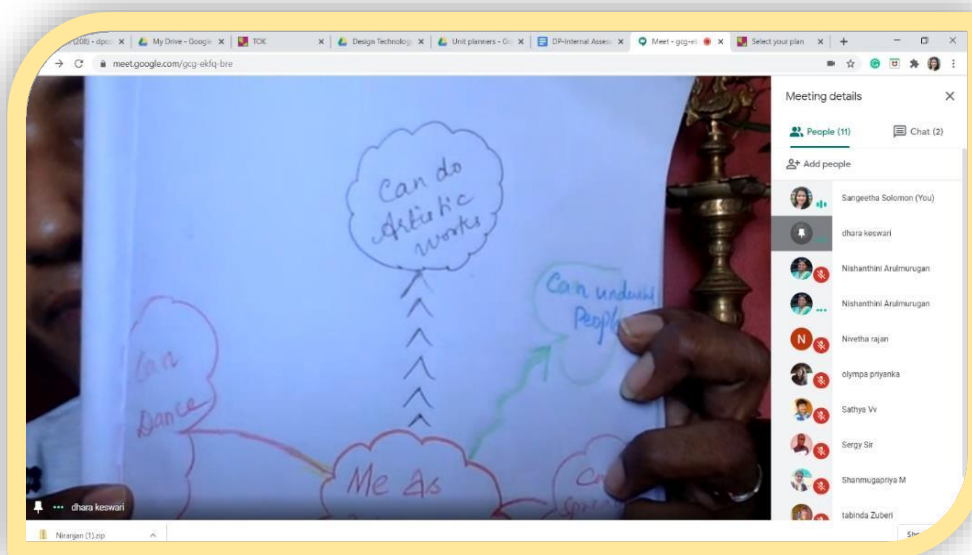 My Drive - Google
TOK
Design Technolog
Unit planners - Go
DP-Internal Assess
Meet - gcg-e
Select your plan
meet.google.com/gcg-ekfq-bre
Meeting details
People (11)
Chat (2)
Add people
Sangeetha Solomon (You)
dhara keswari
Nishanthini Arulmurugan
Nishanthini Arulmurugan
N
Nivetha rajan
olympa priyanka
Sathya Vv
Sergy Sir
Shanmugapriya M
tabinda Zuberi
Can do
Artistic
works
Can
People
Can
Dance
Me As
dhara keswari
Niranjan (1).zip